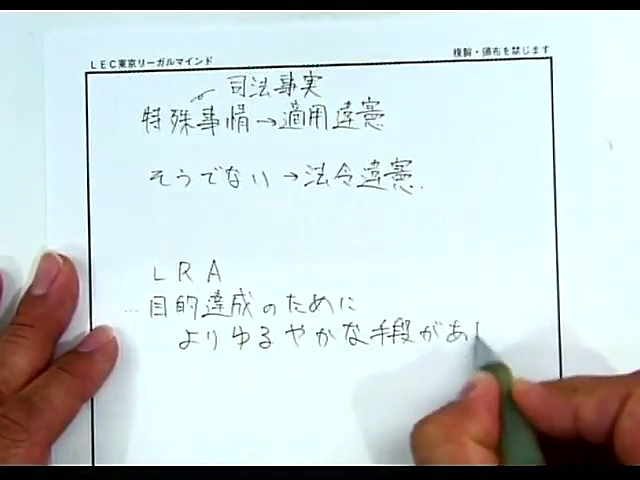 LEC東京リーガルマインド
複製・頒布を禁じます
司法事実
特殊事情→適用違憲
そうでない→法令違憲.
LRA
…目的達成のために
よりゆるやかな手段があ